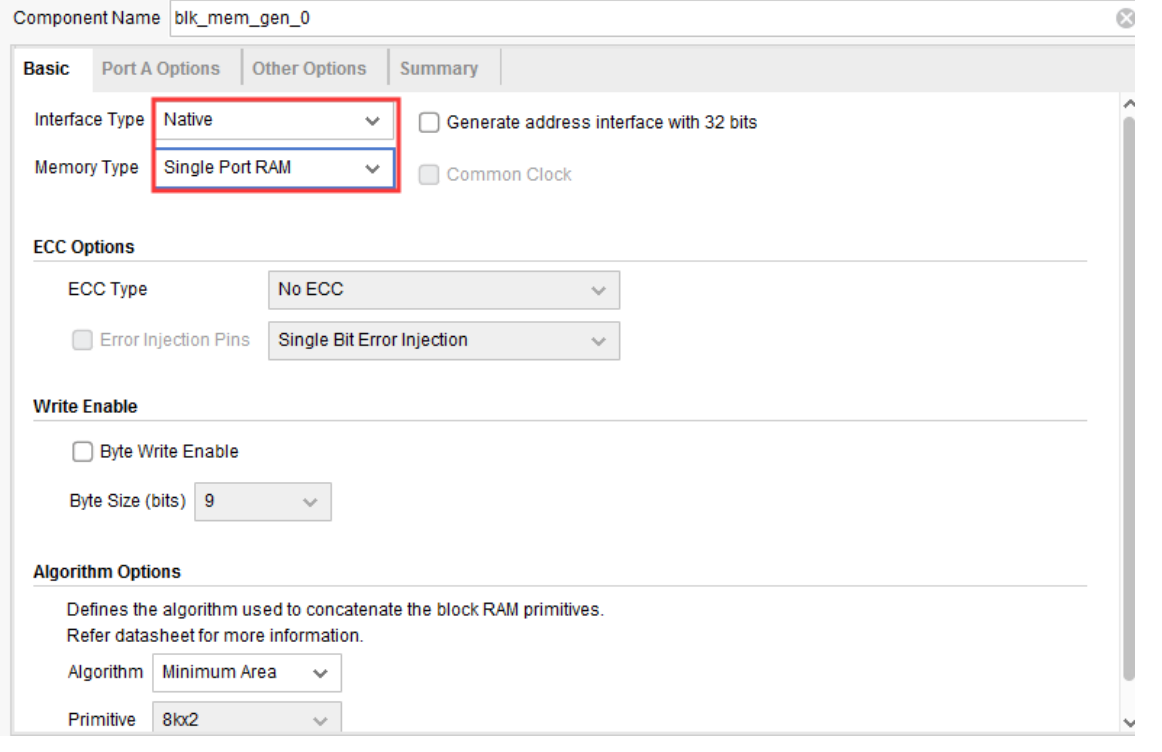 Component Name blk_mem_gen_0
Basic Port A Options Other Options Summary
Interface Type Native Generate address interface with 32 bits
Memory Type Single Port RAM Common Clock
ECC Options
ECC Type No ECC
Error Injection Pins Single Bit Error Injection
Write Enable
Byte Write Enable
Byte Size (bits) 9
Algorithm Options
Defines the algorithm used to concatenate the block RAM primitives.
Refer datasheet for more information.
Algorithm Minimum Area
Primitive 8kx2